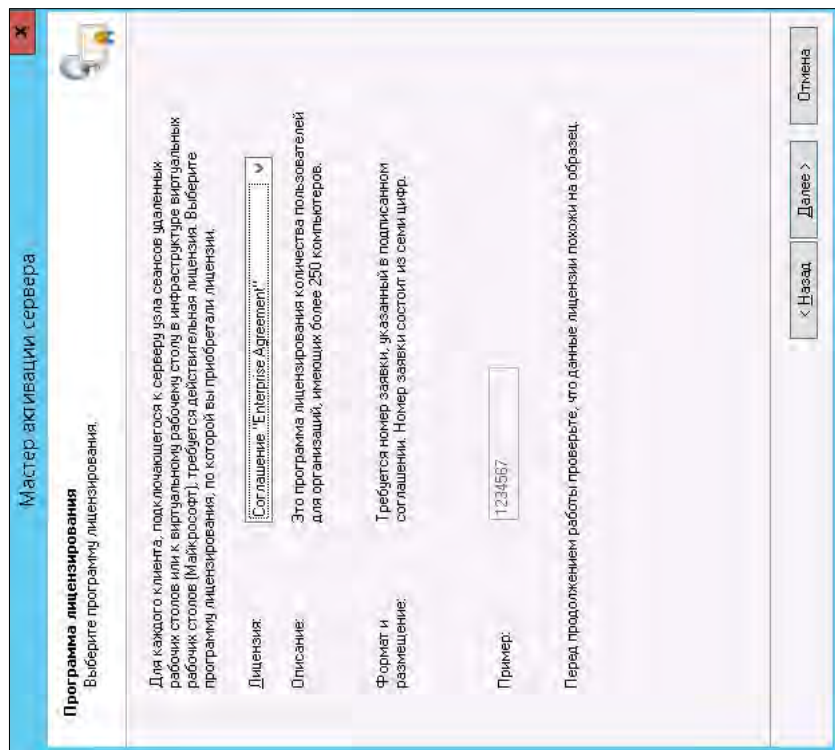 Мастер активации сервера
x
Программа лицензирования
Выберите программу лицензирования.
Для каждого клиента, подключающегося к серверу узла сеансов удаленных
рабочих столов или к виртуальному рабочему столу в инфраструктуре виртуальных
рабочих столов (Майкрософт), требуется действительная лицензия. Выберите
программу лицензирования, по которой вы приобретали лицензии.
Лицензия:
Соглашение "Enterprise Agreement"
Описание:
Это программа лицензирования количества пользователей
для организаций, имеющих более 250 компьютеров.
Формат и
размещение:
Требуется номер заявки, указанный в подписанном
соглашении. Номер заявки состоит из семи цифр.
Пример:
1234567
Перед продолжением работы проверьте, что данные лицензии похожи на образец.
< Назад
Далее >
Отмена